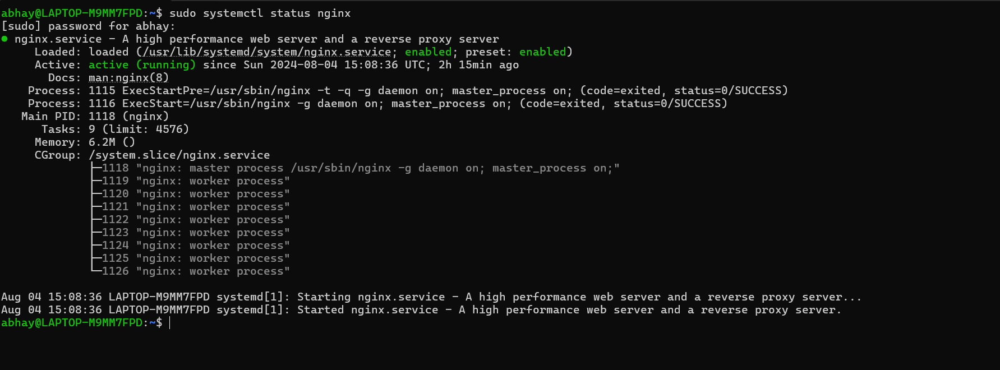 abhay@LAPTOP-M9MM7FPD:~$ sudo systemctl status nginx
[sudo] password for abhay:
● nginx.service - A high performance web server and a reverse proxy server
     Loaded: loaded (/usr/lib/systemd/system/nginx.service; enabled; preset: enabled)
     Active: active (running) since Sun 2024-08-04 15:08:36 UTC; 2h 15min ago
       Docs: man:nginx(8)
    Process: 1115 ExecStartPre=/usr/sbin/nginx -t -q -g daemon on; master_process on; (code=exited, status=0/SUCCESS)
    Process: 1116 ExecStart=/usr/sbin/nginx -g daemon on; master_process on; (code=exited, status=0/SUCCESS)
   Main PID: 1118 (nginx)
      Tasks: 9 (limit: 4576)
     Memory: 6.2M ()
     CGroup: /system.slice/nginx.service
             ├─1118 "nginx: master process /usr/sbin/nginx -g daemon on; master_process on;"
             ├─1119 "nginx: worker process"
             ├─1120 "nginx: worker process"
             ├─1121 "nginx: worker process"
             ├─1122 "nginx: worker process"
             ├─1123 "nginx: worker process"
             ├─1124 "nginx: worker process"
             ├─1125 "nginx: worker process"
             └─1126 "nginx: worker process"

Aug 04 15:08:36 LAPTOP-M9MM7FPD systemd[1]: Starting nginx.service - A high performance web server and a reverse proxy server...
Aug 04 15:08:36 LAPTOP-M9MM7FPD systemd[1]: Started nginx.service - A high performance web server and a reverse proxy server.
abhay@LAPTOP-M9MM7FPD:~$